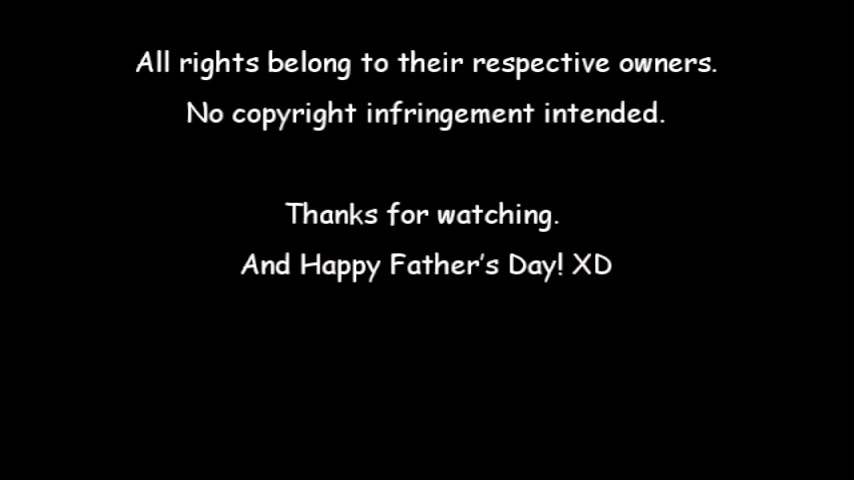 All rights belong to their respective owners.
No copyright infringement intended.
Thanks for watching.
And Happy Father's Day! XD